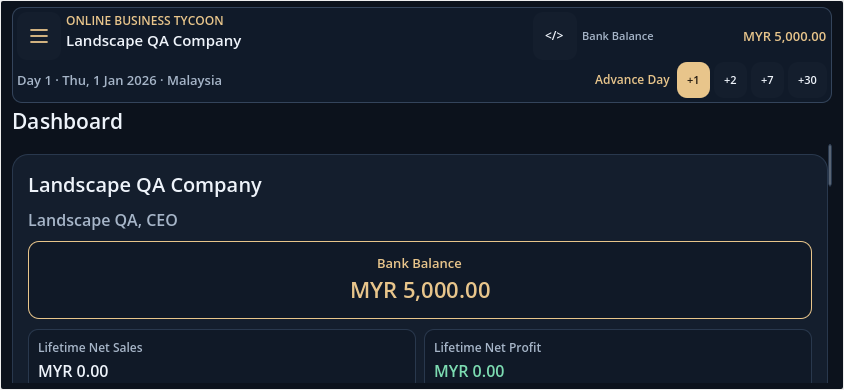 ONLINE BUSINESS TYCOON
Landscape QA Company
</> Bank Balance MYR 5,000.00
Day 1 · Thu, 1 Jan 2026 · Malaysia
Advance Day +1 +2 +7 +30
Dashboard
Landscape QA Company
Landscape QA, CEO
Bank Balance
MYR 5,000.00
Lifetime Net Sales
MYR 0.00
Lifetime Net Profit
MYR 0.00